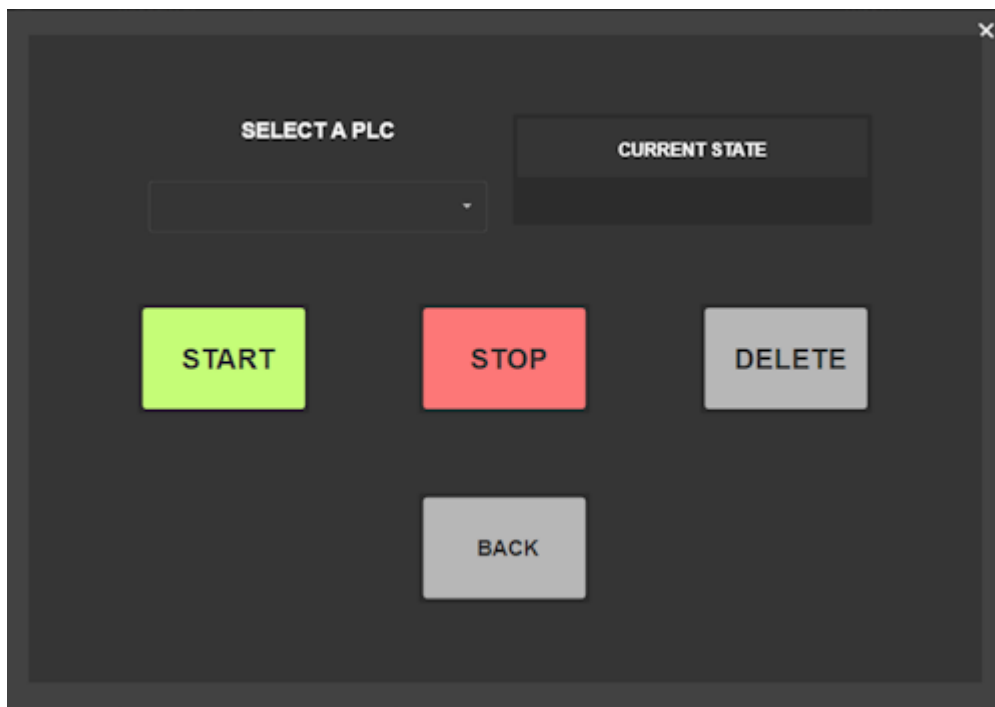 SELECT A PLC
CURRENT STATE
START
STOP
DELETE
BACK